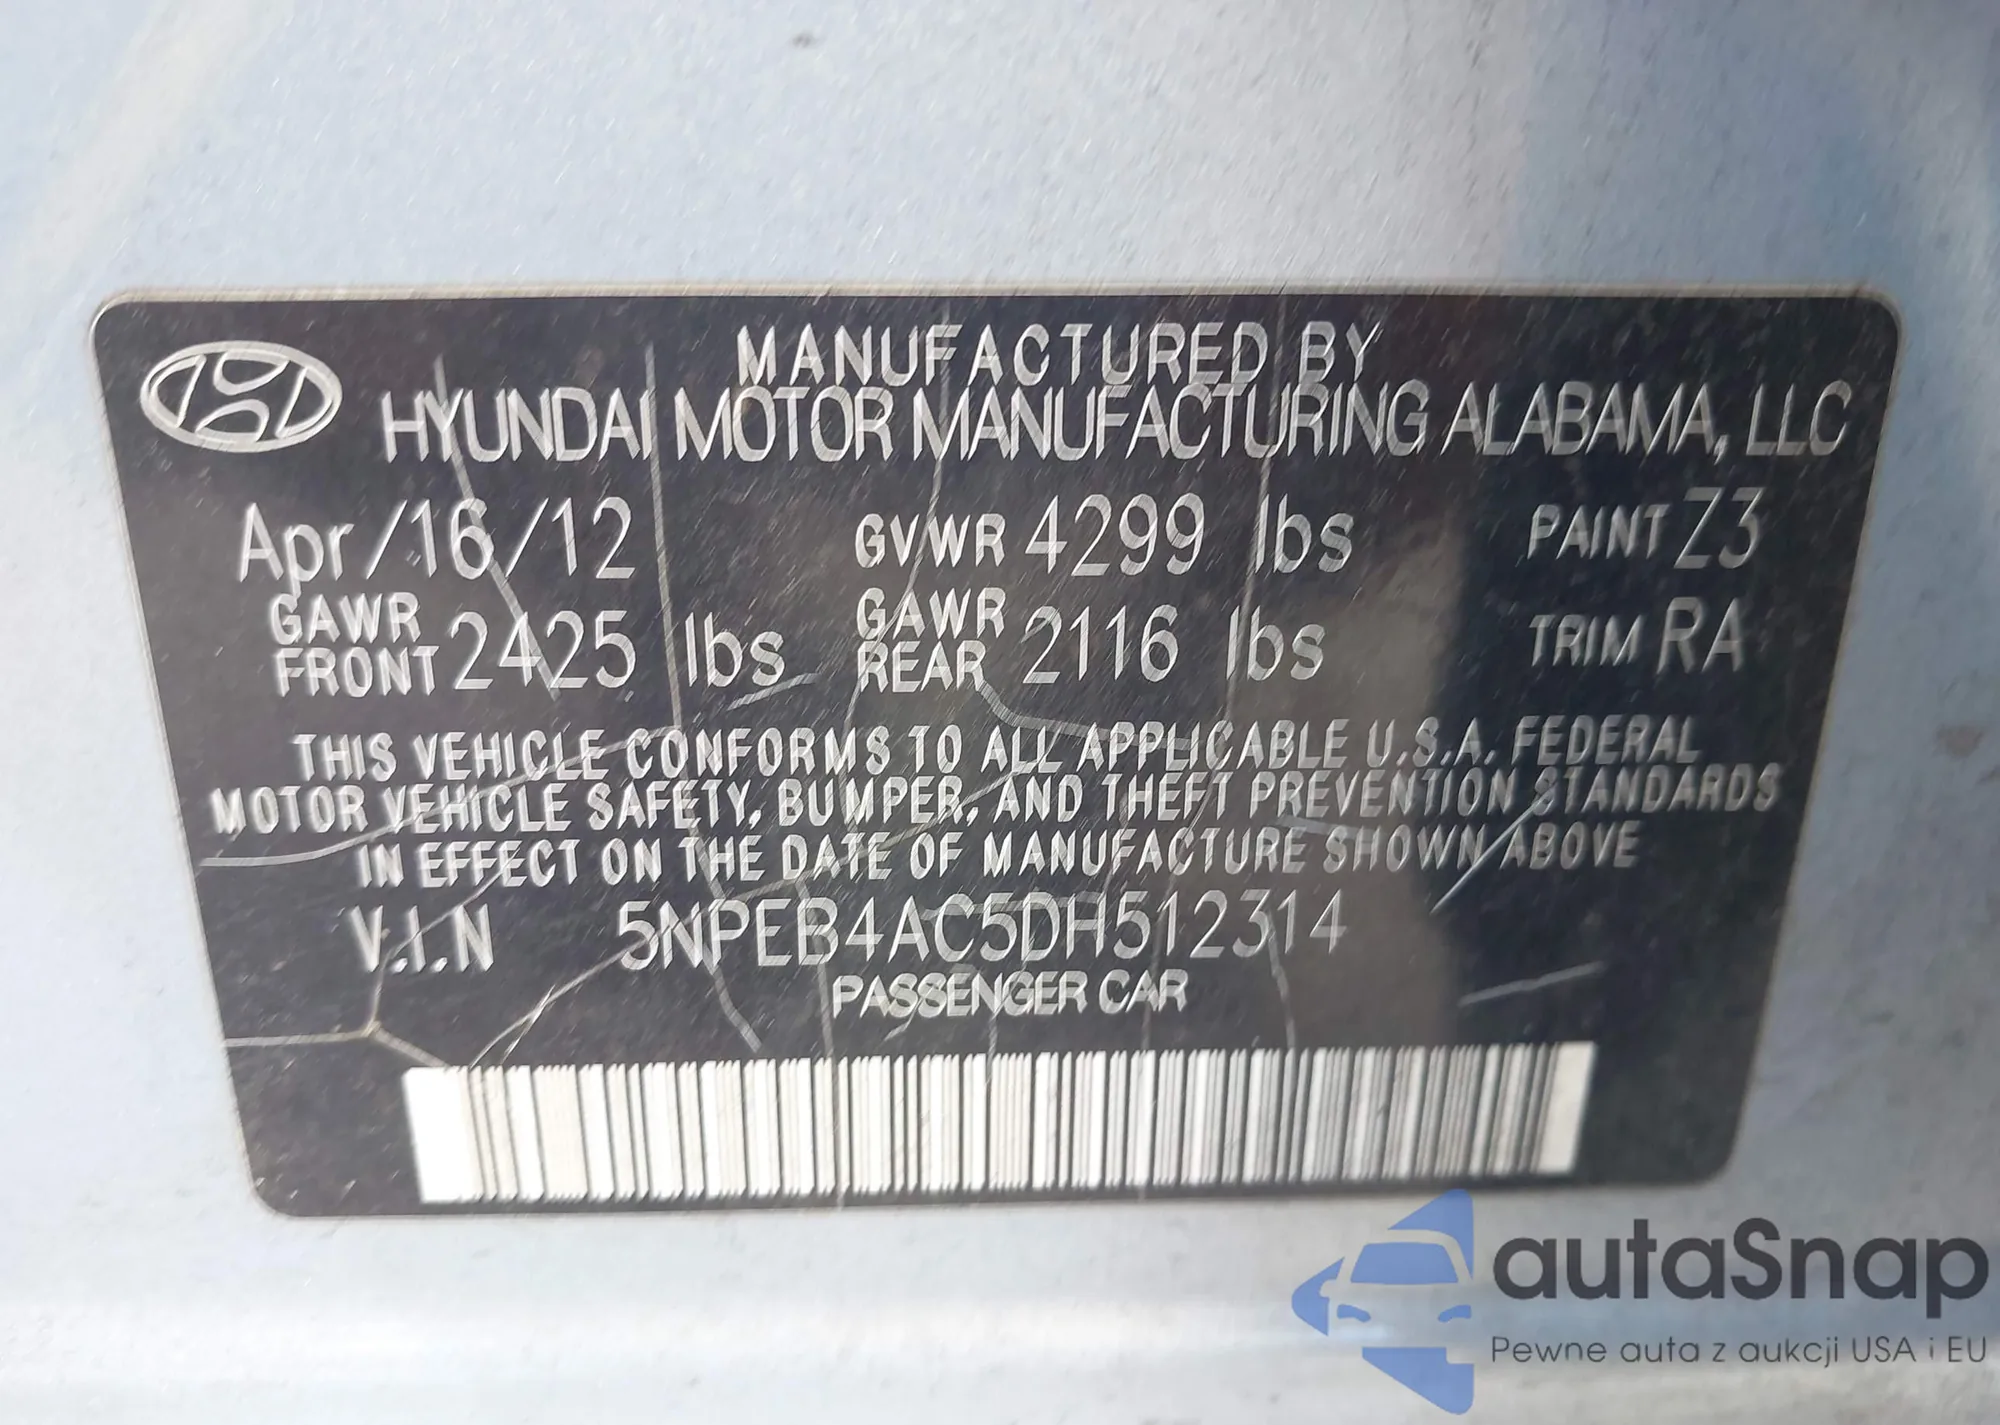 MANUFACTURED BY
HYUNDAI MOTOR MANUFACTURING ALABAMA, LLC
Apr/16/12 GVWR 4299 lbs PAINT Z3
GAWR FRONT 2425 lbs GAWR REAR 2116 lbs TRIM RA
THIS VEHICLE CONFORMS TO ALL APPLICABLE U.S.A. FEDERAL
MOTOR VEHICLE SAFETY, BUMPER, AND THEFT PREVENTION STANDARDS
IN EFFECT ON THE DATE OF MANUFACTURE SHOWN ABOVE
V.I.N 5NPEB4AC5DH512314
PASSENGER CAR
autaSnap
Pewne auta z aukcji USA i EU